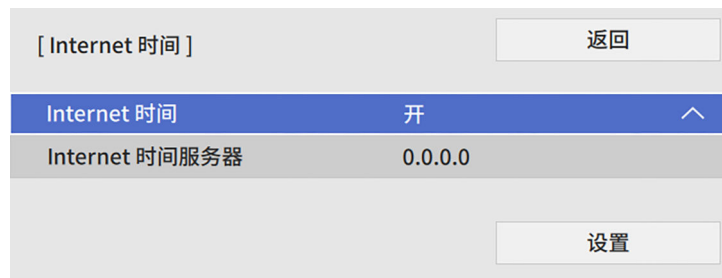 [ Internet 时间 ]
返回
Internet 时间 开
Internet 时间服务器 0.0.0.0
设置